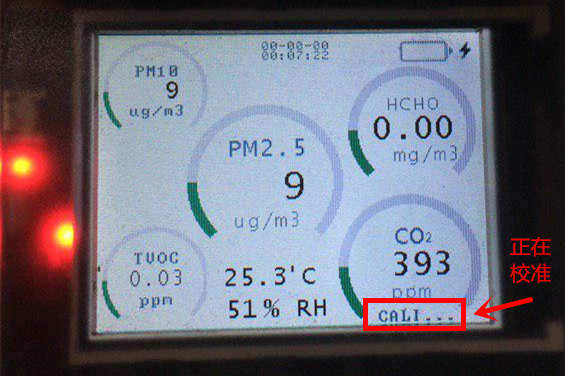 00-00-00
00:07:22
PM10
9
ug/m3
HCHO
0.00
mg/m3
PM2.5
9
ug/m3
TVOC
0.03
ppm
25.3'C
51% RH
CO₂
393
ppm
CALI...
正在
校准